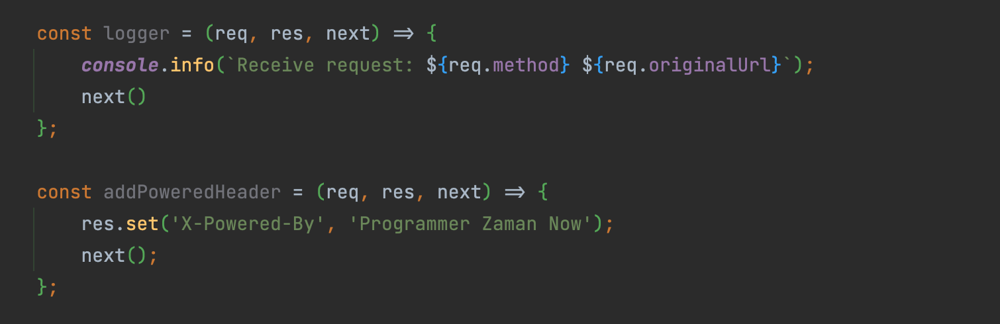 const logger = (req, res, next) => {
    console.info(`Receive request: ${req.method} ${req.originalUrl}`);
    next()
};

const addPoweredHeader = (req, res, next) => {
    res.set('X-Powered-By', 'Programmer Zaman Now');
    next();
};